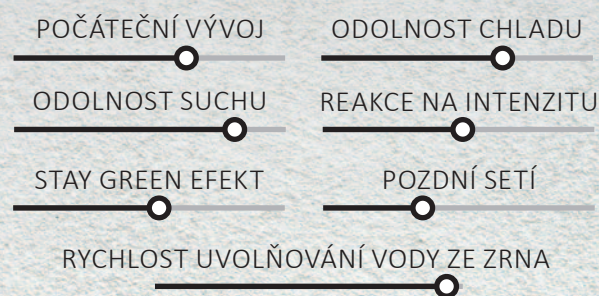 POČÁTEČNÍ VÝVOJ
ODOLNOST CHLADU
ODOLNOST SUCHU
REAKCE NA INTENZITU
STAY GREEN EFEKT
POZDNÍ SETÍ
RYCHLOST UVOLŇOVÁNÍ VODY ZE ZRNA